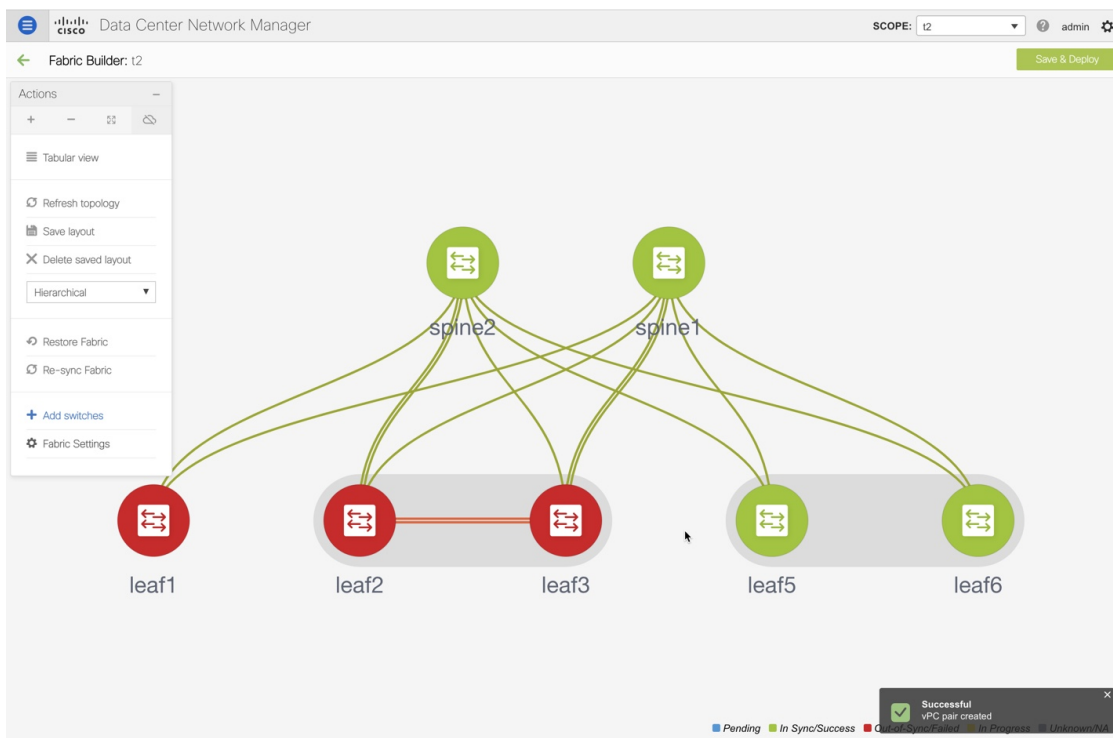 CISCO Data Center Network Manager
SCOPE: t2
admin
Fabric Builder: t2
Save & Deploy
Actions
Tabular view
Refresh topology
Save layout
Delete saved layout
Hierarchical
Restore Fabric
Re-sync Fabric
Add switches
Fabric Settings
spine2 spine1
leaf1 leaf2 leaf3 leaf5 leaf6
Successful
vPC pair created
Pending In Sync/Success Out-of-Sync/Failed In Progress Unknown/NA